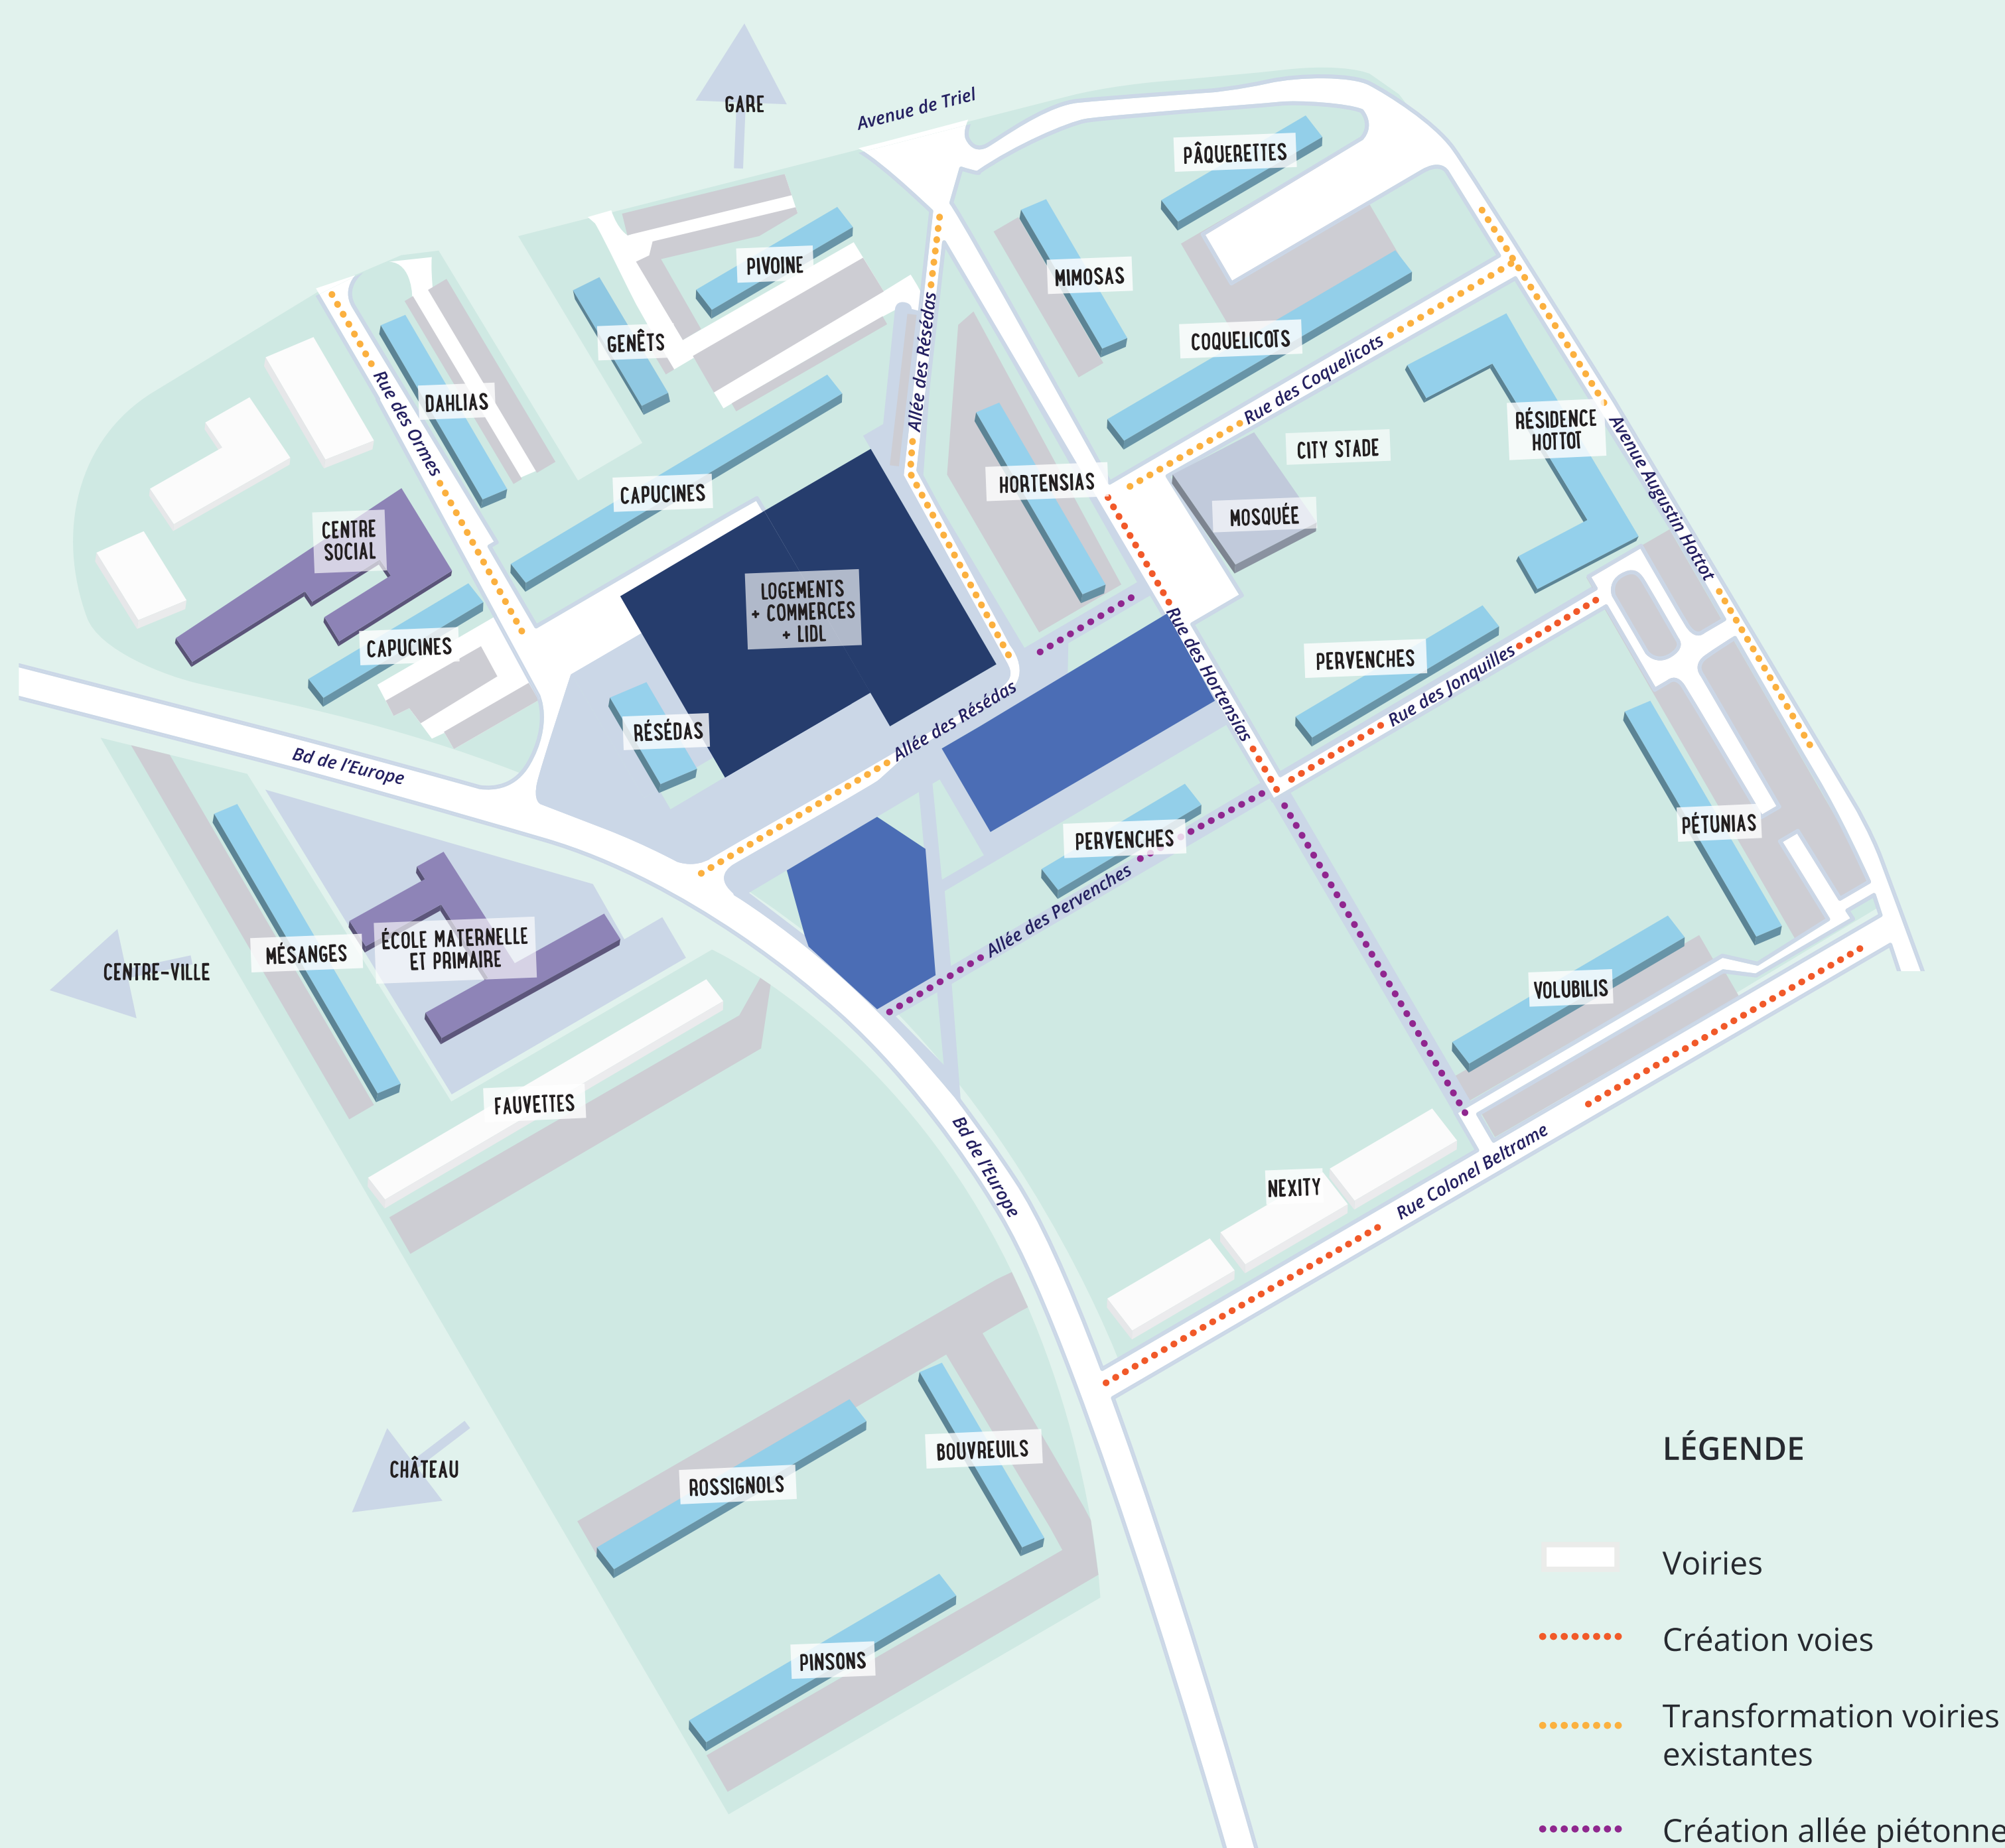 GARE
Avenue de Triel
PÂQUERETTES
PIVOINE
MIMOSAS
GENÊTS
Allée des Résédas
COQUELICOTS
Rue des Coquelicots
DAHLIAS
Rue des Ormes
RÉSIDENCE
HOTTOT
CITY STADE
CAPUCINES
HORTENSIAS
MOSQUÉE
Avenue Augustin Hottot
CENTRE
SOCIAL
LOGEMENTS
+ COMMERCES
+ LIDL
CAPUCINES
Rue des Hortensias
PERVENCHES
Rue des Jonquilles
RÉSÉDAS
Allée des Résédas
Bd de l'Europe
PERVENCHES
PÉTUNIAS
Allée des Pervenches
MÉSANGES
ÉCOLE MATERNELLE
ET PRIMAIRE
CENTRE-VILLE
VOLUBILIS
FAUVETTES
Bd de l'Europe
NEXITY
Rue Colonel Beltrame
CHÂTEAU
ROSSIGNOLS
BOUVREUILS
PINSONS
LÉGENDE
Voiries
Création voies
Transformation voiries
existantes
Création allée piétonne